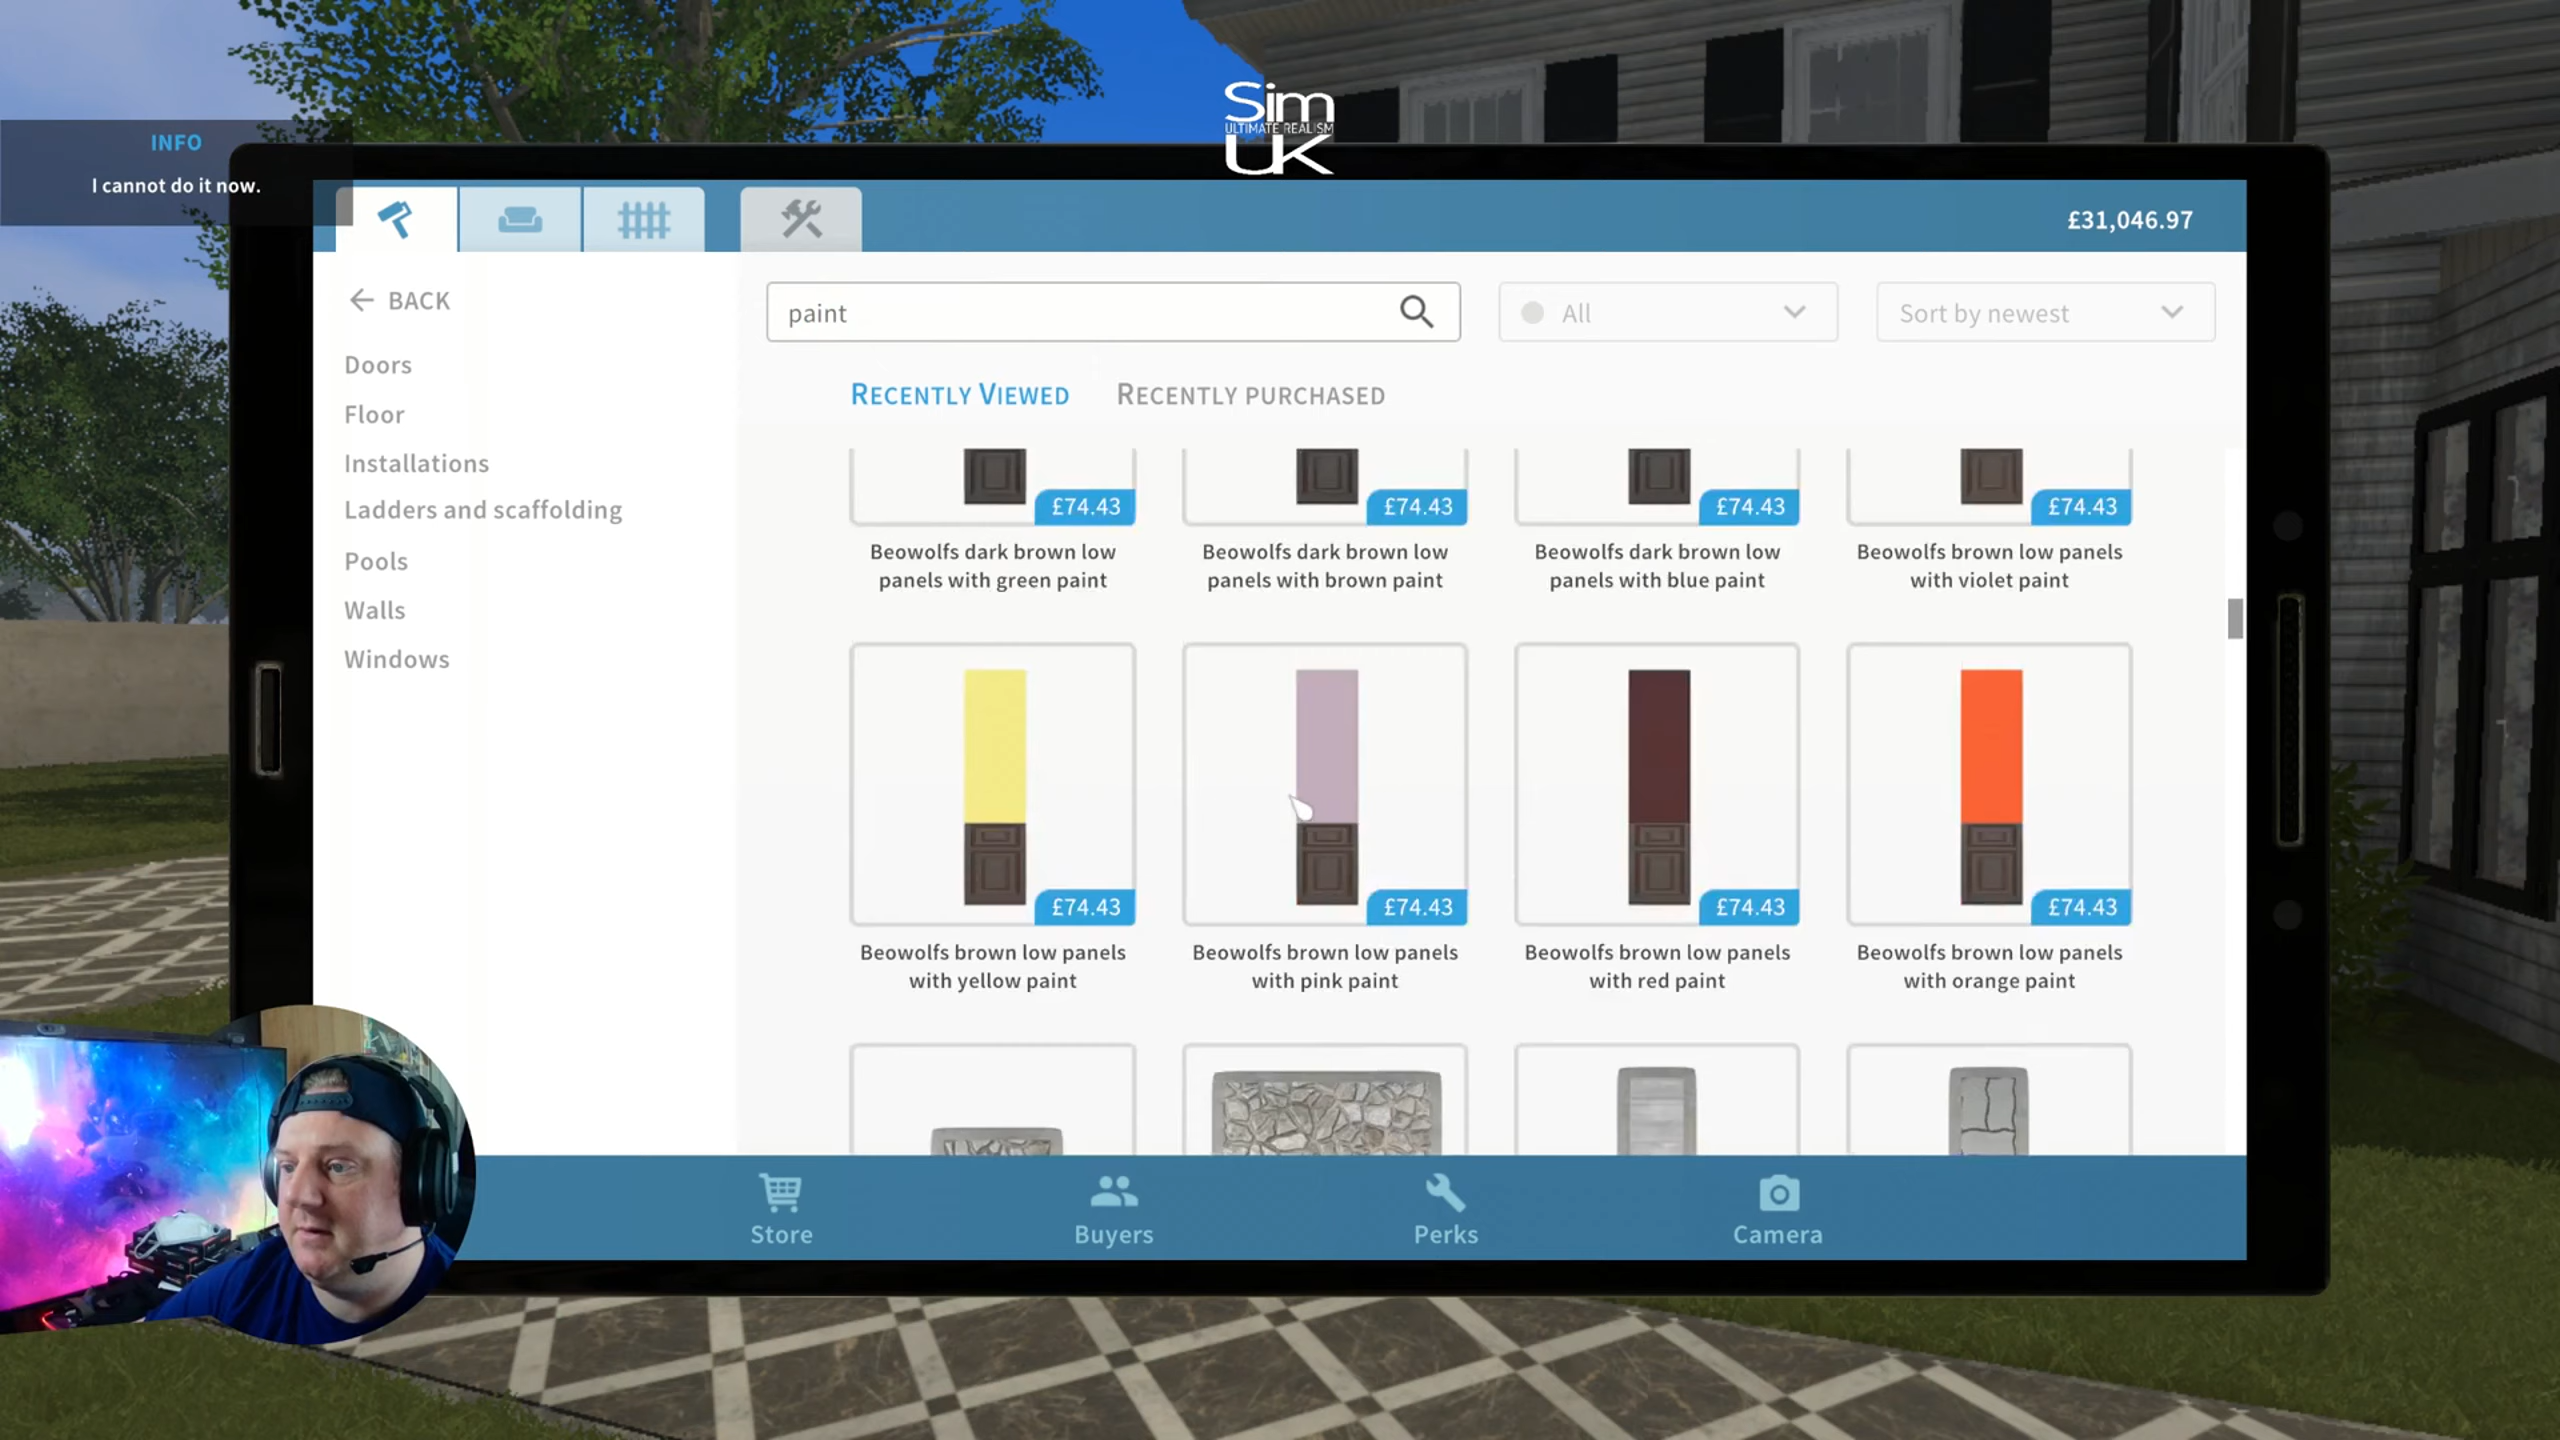 Sim
ULTIMATE REALISM
UK
INFO
I cannot do it now.
£31,046.97
BACK
paint
All
Sort by newest
Doors
Floor
Installations
Ladders and scaffolding
Pools
Walls
Windows
RECENTLY VIEWED RECENTLY PURCHASED
£74.43 £74.43 £74.43 £74.43
Beowolfs dark brown low
panels with green paint
Beowolfs dark brown low
panels with brown paint
Beowolfs dark brown low
panels with blue paint
Beowolfs brown low panels
with violet paint
£74.43 £74.43 £74.43 £74.43
Beowolfs brown low panels
with yellow paint
Beowolfs brown low panels
with pink paint
Beowolfs brown low panels
with red paint
Beowolfs brown low panels
with orange paint
Store
Buyers
Perks
Camera